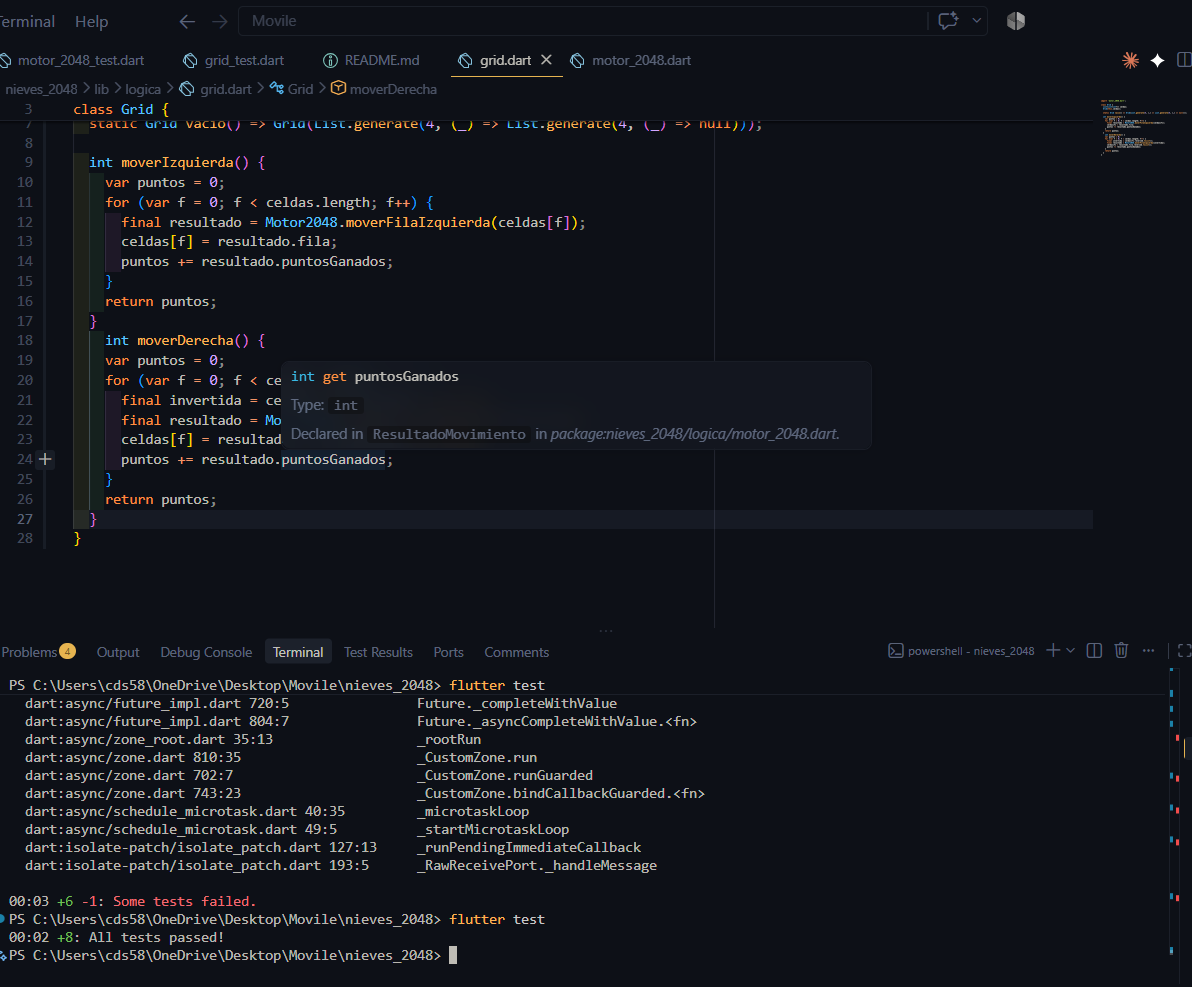 Terminal Help
Movile
motor_2048_test.dart grid_test.dart README.md grid.dart motor_2048.dart
nieves_2048 > lib > logica > grid.dart > Grid > moverDerecha
3 class Grid {
7 static Grid vacio() => Grid(List.generate(4, (_) => List.generate(4, (_) => null)));
8
9 int moverIzquierda() {
10 var puntos = 0;
11 for (var f = 0; f < celdas.length; f++) {
12 final resultado = Motor2048.moverFilaIzquierda(celdas[f]);
13 celdas[f] = resultado.fila;
14 puntos += resultado.puntosGanados;
15 }
16 return puntos;
17 }
18 int moverDerecha() {
19 var puntos = 0;
20 for (var f = 0; f < ce
21 final invertida = ce
22 final resultado = Mo
23 celdas[f] = resultad
24 puntos += resultado.puntosGanados;
25 }
26 return puntos;
27 }
28 }
int get puntosGanados
Type: int
Declared in ResultadoMovimiento in package:nieves_2048/logica/motor_2048.dart.
Problems 4 Output Debug Console Terminal Test Results Ports Comments powershell - nieves_2048
PS C:\Users\cds58\OneDrive\Desktop\Movile\nieves_2048> flutter test
dart:async/future_impl.dart 720:5 Future._completeWithValue
dart:async/future_impl.dart 804:7 Future._asyncCompleteWithValue.<fn>
dart:async/zone_root.dart 35:13 _rootRun
dart:async/zone.dart 810:35 _CustomZone.run
dart:async/zone.dart 702:7 _CustomZone.runGuarded
dart:async/zone.dart 743:23 _CustomZone.bindCallbackGuarded.<fn>
dart:async/schedule_microtask.dart 40:35 _microtaskLoop
dart:async/schedule_microtask.dart 49:5 _startMicrotaskLoop
dart:isolate-patch/isolate_patch.dart 127:13 _runPendingImmediateCallback
dart:isolate-patch/isolate_patch.dart 193:5 _RawReceivePort._handleMessage
00:03 +6 -1: Some tests failed.
PS C:\Users\cds58\OneDrive\Desktop\Movile\nieves_2048> flutter test
00:02 +8: All tests passed!
PS C:\Users\cds58\OneDrive\Desktop\Movile\nieves_2048>